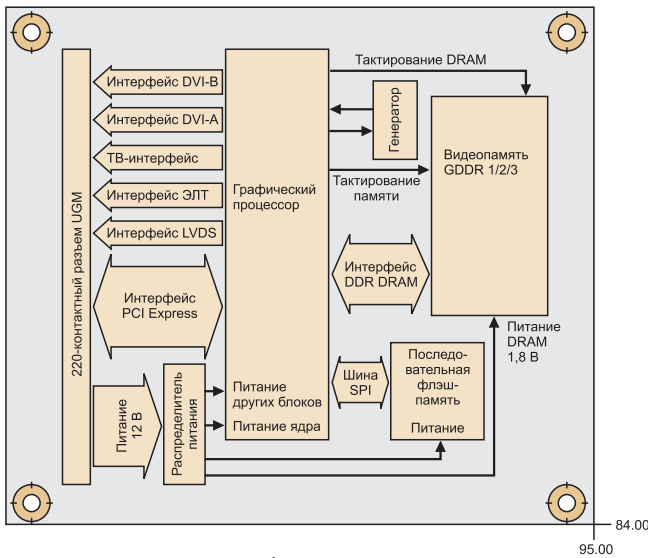 Тактирование DRAM
Интерфейс DVI-B
Интерфейс DVI-A
ТВ-интерфейс
Интерфейс ЭЛТ
Интерфейс LVDS
220-контактный разъем UGM
Графический
процессор
Генератор
Видеопамять
GDDR 1/2/3
Тактирование
памяти
Интерфейс
DDR DRAM
Интерфейс
PCI Express
Питание
DRAM
1,8 В
Питание
12 В
Распределитель
питания
Питание
других блоков
Питание ядра
Шина
SPI
Последо-
вательная
флэш-
память
Питание
84.00
95.00